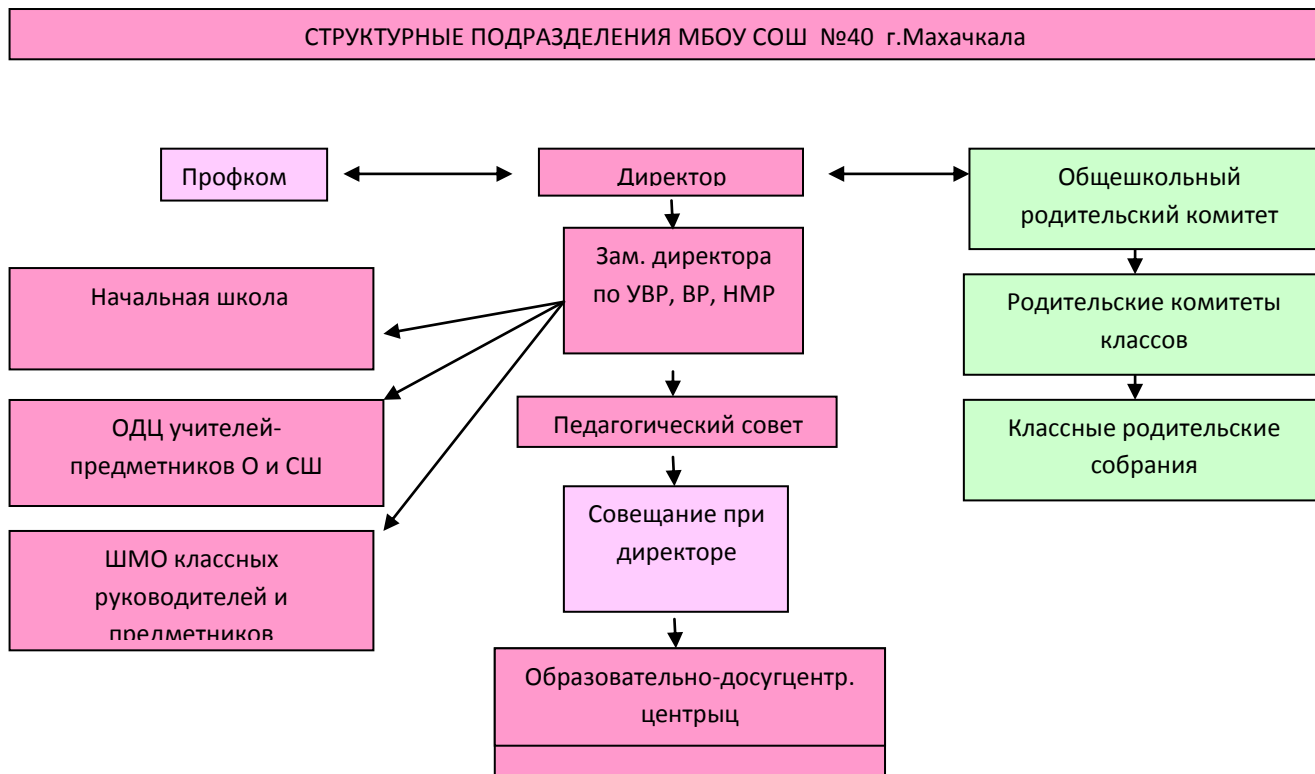 СТРУКТУРНЫЕ ПОДРАЗДЕЛЕНИЯ МБОУ СОШ №40 г.Махачкала
Профком
Директор
Общешкольный
родительский комитет
Зам. директора
по УВР, ВР, НМР
Начальная школа
Родительские комитеты
классов
ОДЦ учителей-
предметников О и СШ
Педагогический совет
Классные родительские
собрания
Совещание при
директоре
ШМО классных
руководителей и
предметников
Образовательно-досугцентр.
центрыц